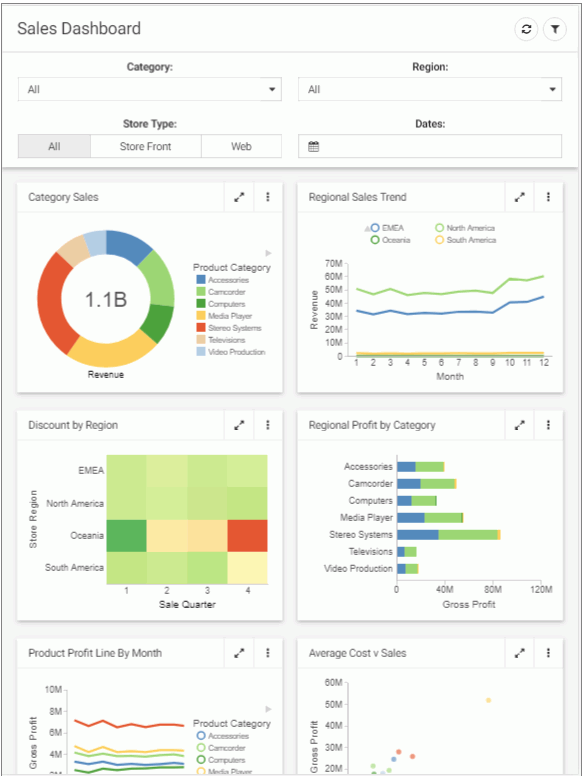 Sales Dashboard
Category:
Region:
All
All
Store Type:
Dates:
All
Store Front
Web
Category Sales
1.1B
Revenue
Product Category
Accessories
Camcorder
Computers
Media Player
Stereo Systems
Televisions
Video Production
Regional Sales Trend
EMEA
North America
Oceania
South America
Revenue
70M
60M
50M
40M
30M
20M
10M
0
1 2 3 4 5 6 7 8 9 10 11 12
Month
Discount by Region
Store Region
EMEA
North America
Oceania
South America
1 2 3 4
Sale Quarter
Regional Profit by Category
Accessories
Camcorder
Computers
Media Player
Stereo Systems
Televisions
Video Production
0 40M 80M 120M
Gross Profit
Product Profit Line By Month
Gross Profit
10M
8M
6M
4M
2M
Product Category
Accessories
Camcorder
Computers
Media Player
Average Cost v Sales
Gross Profit
60M
50M
40M
30M
20M